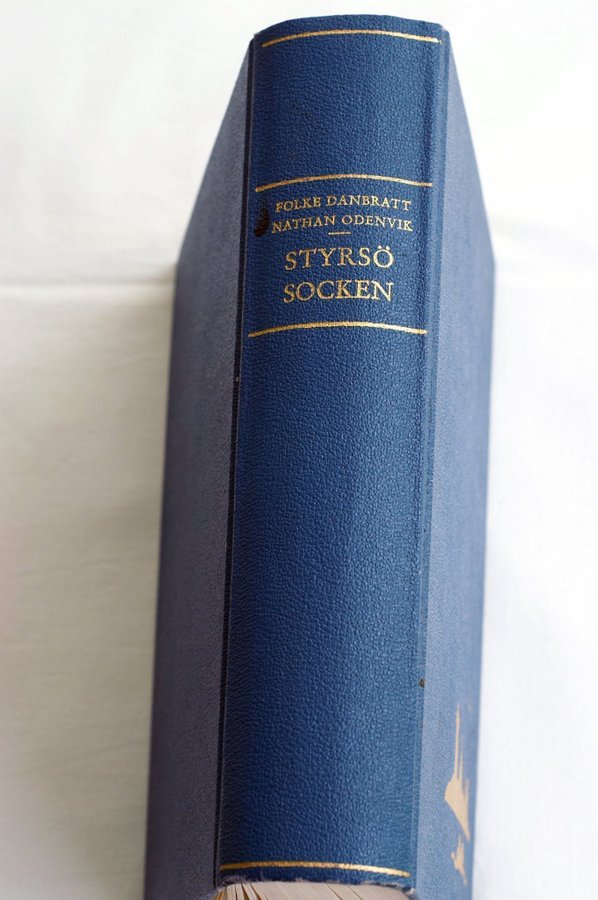 FOLKE DANBRATT
NATHAN ODENVIK
STYRSÖ
SOCKEN